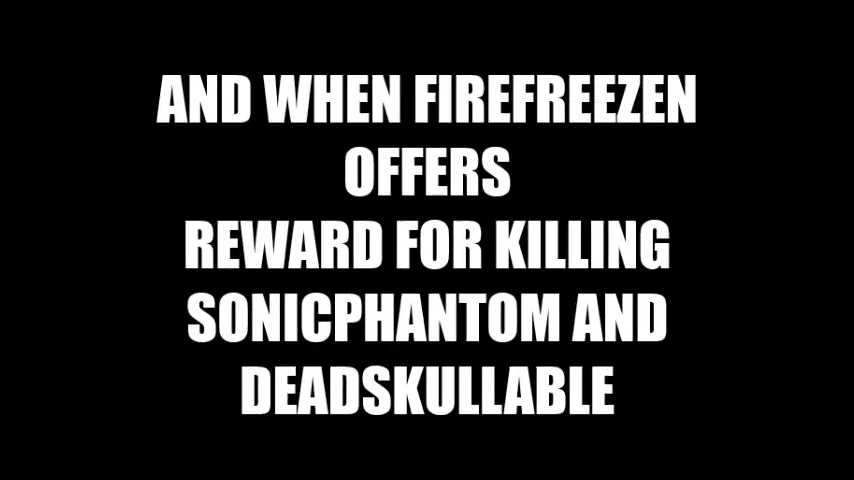 AND WHEN FIREFREEZEN
OFFERS
REWARD FOR KILLING
SONICPHANTOM AND
DEADSKULLABLE